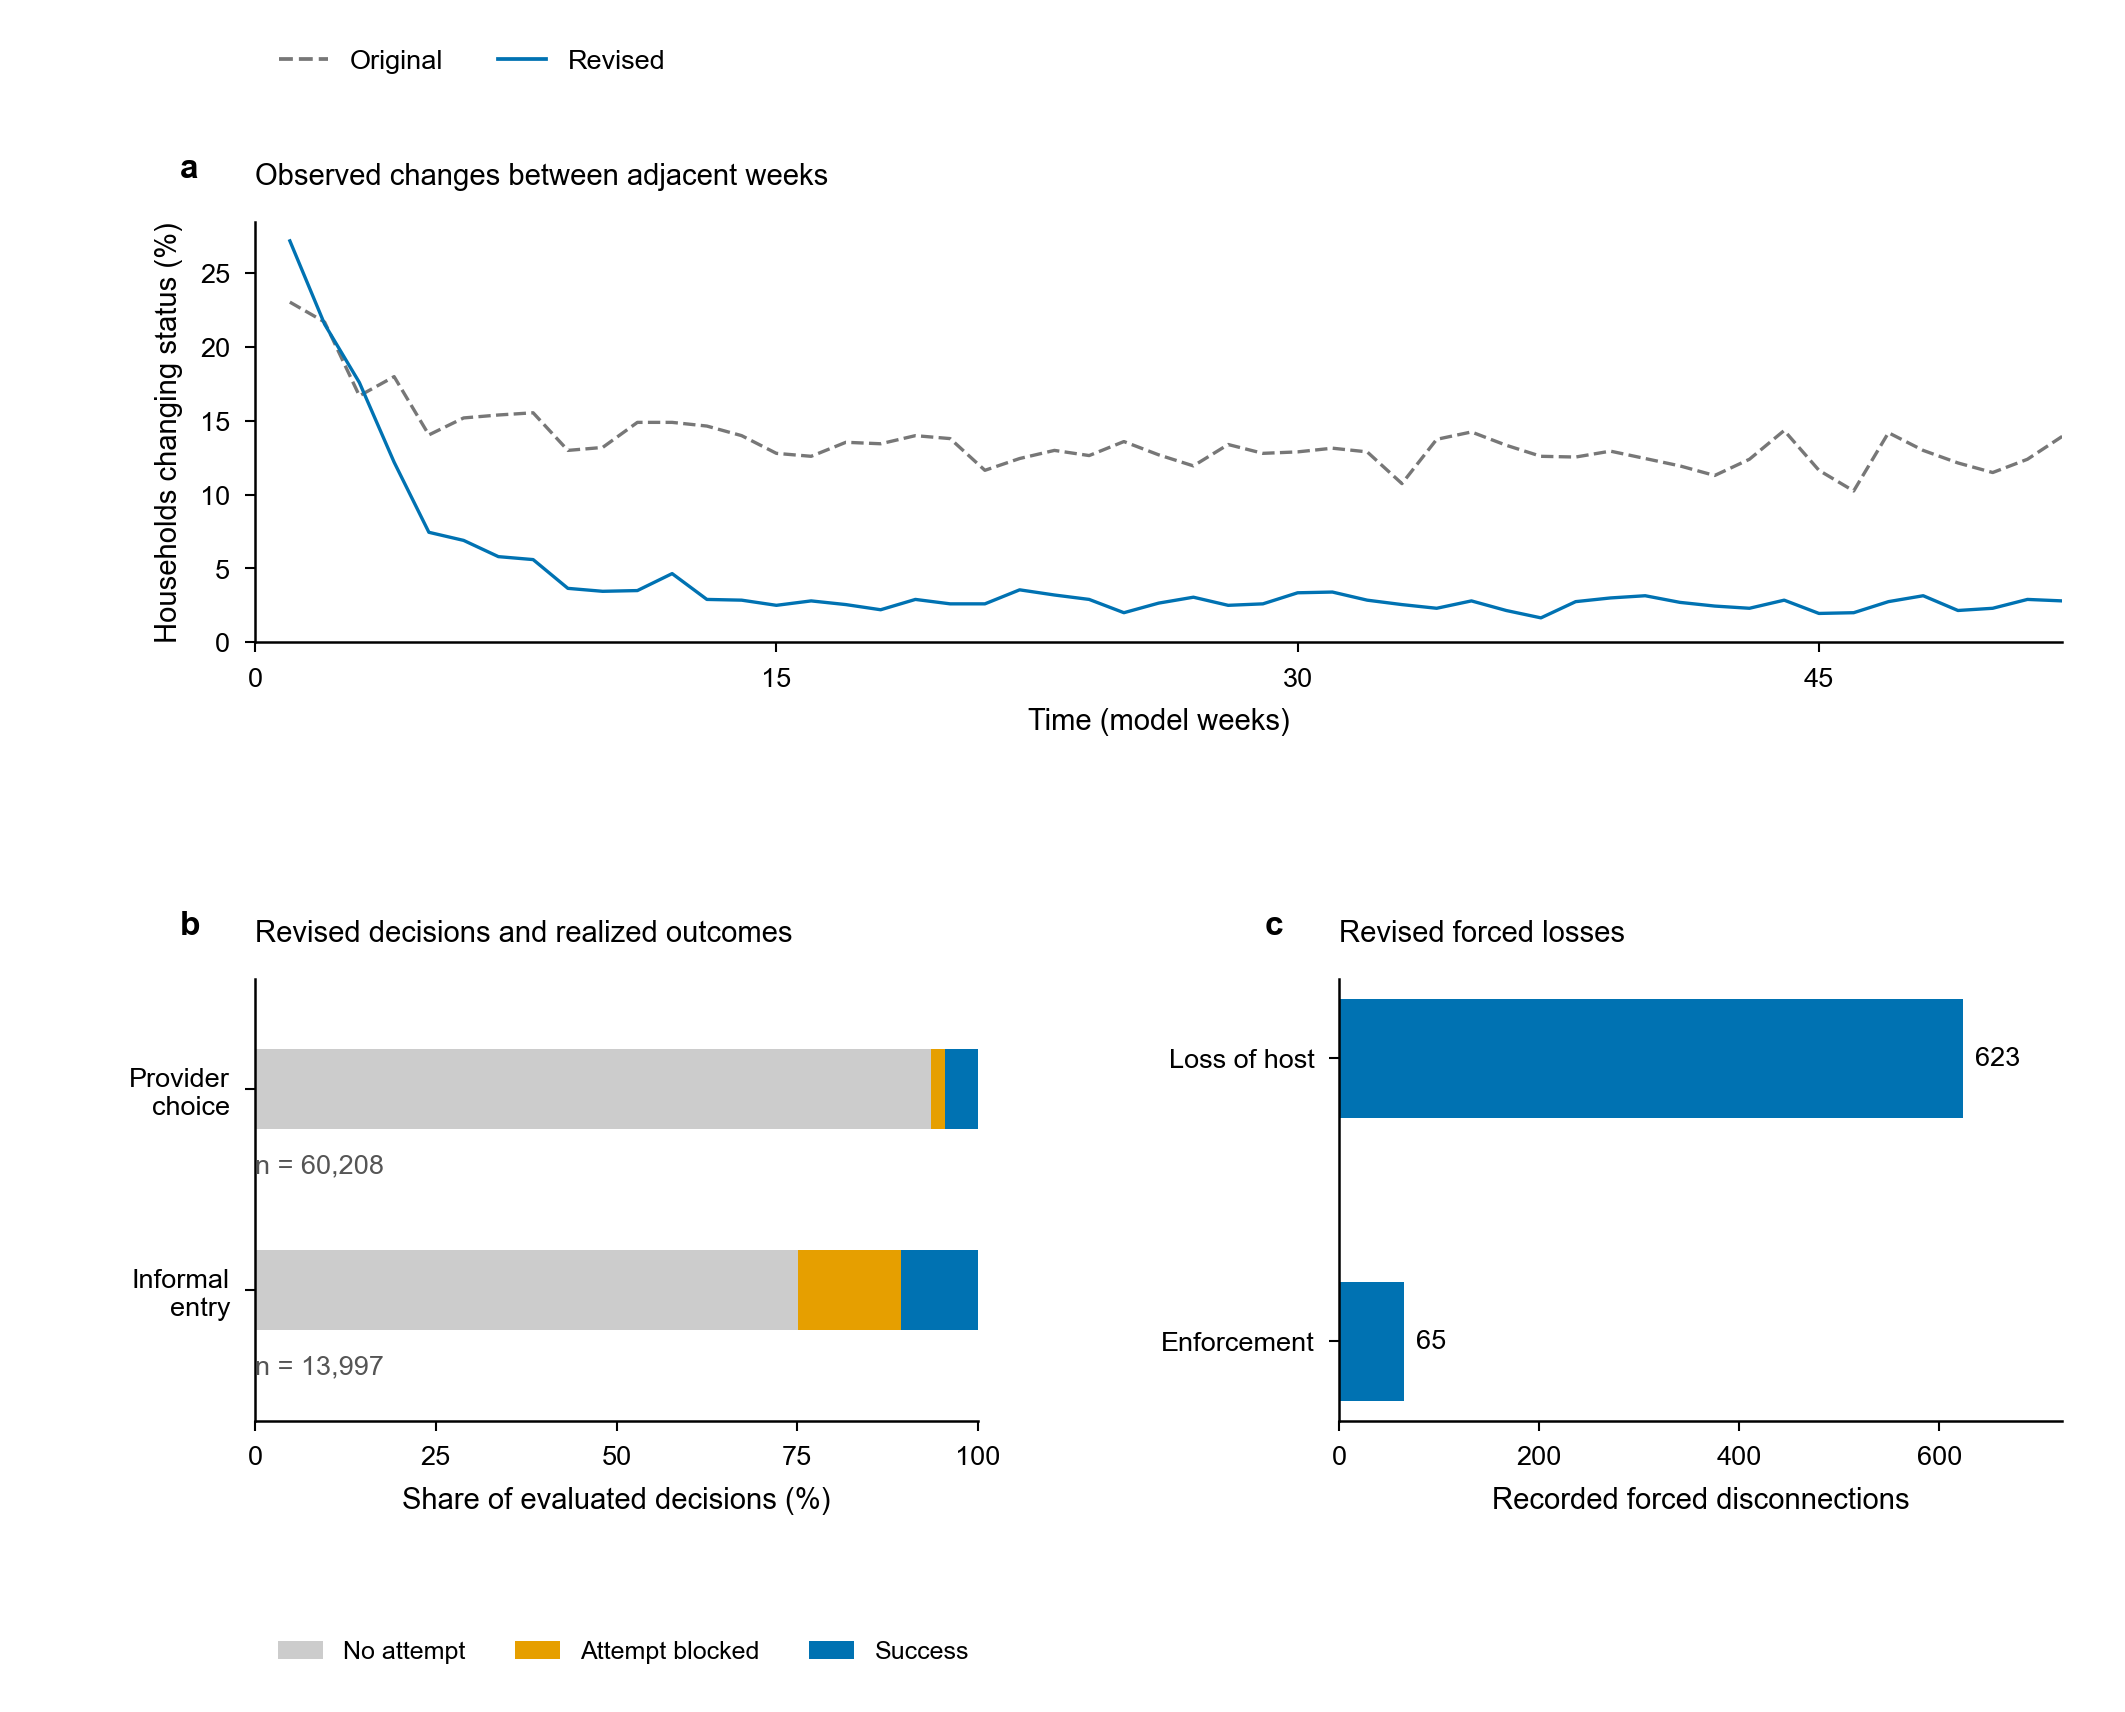 Original Revised
a Observed changes between adjacent weeks
Households changing status (%)
25
20
15
10
5
0
0 15 30 45
Time (model weeks)
b Revised decisions and realized outcomes
Provider
choice
n = 60,208
Informal
entry
n = 13,997
0 25 50 75 100
Share of evaluated decisions (%)
c Revised forced losses
Loss of host 623
Enforcement 65
0 200 400 600
Recorded forced disconnections
No attempt Attempt blocked Success